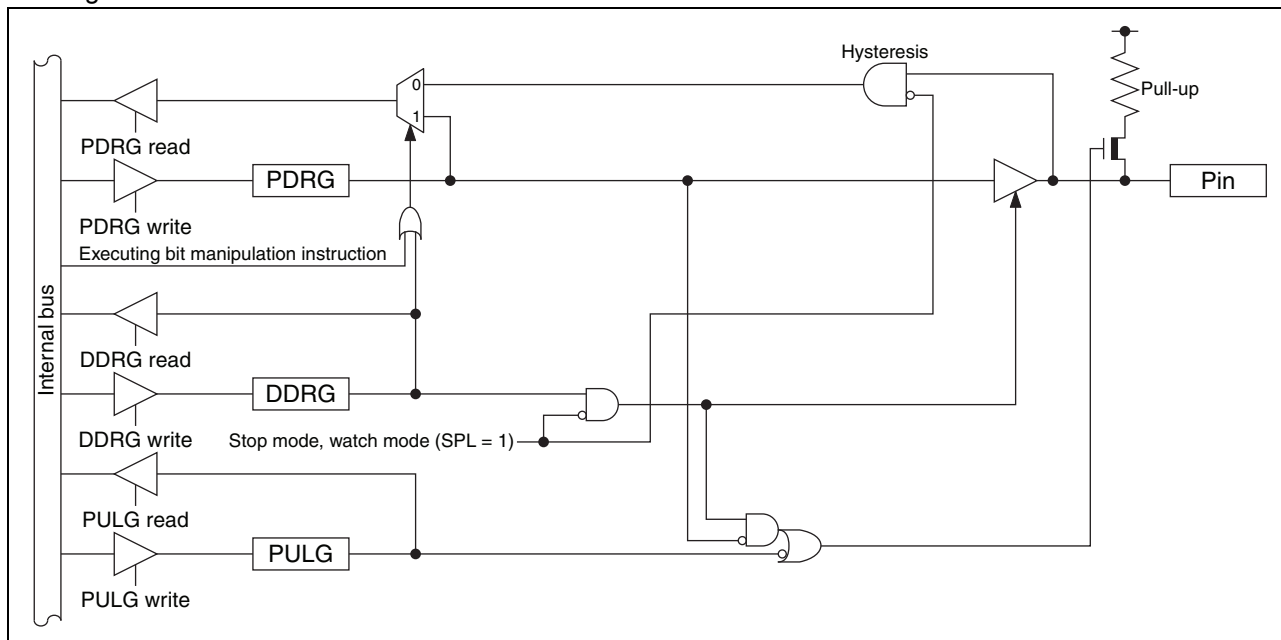 Hysteresis
0
Pull-up
1
PDRG read
PDRG
Pin
PDRG write
Executing bit manipulation instruction
Internal bus
DDRG read
DDRG
DDRG write
Stop mode, watch mode (SPL = 1)
PULG read
PULG
PULG write